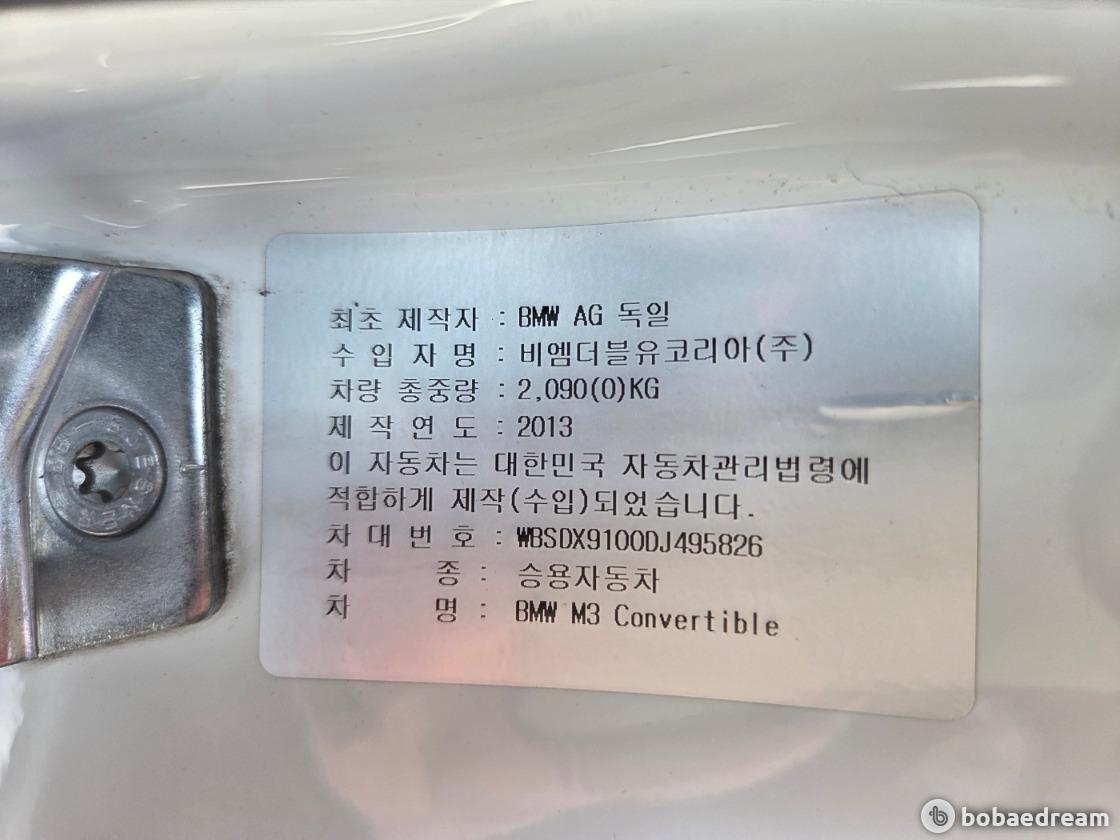 최초 제작자 : BMW AG 독일
수 입 자 명 : 비엠더블유코리아(주)
차량 총중량 : 2,090(0)KG
제 작 연 도 : 2013
이 자동차는 대한민국 자동차관리법령에
적합하게 제작(수입)되었습니다.
차 대 번 호 : WBSDX9100DJ495826
차 종 : 승용자동차
차 명 : BMW M3 Convertible
bobaedream